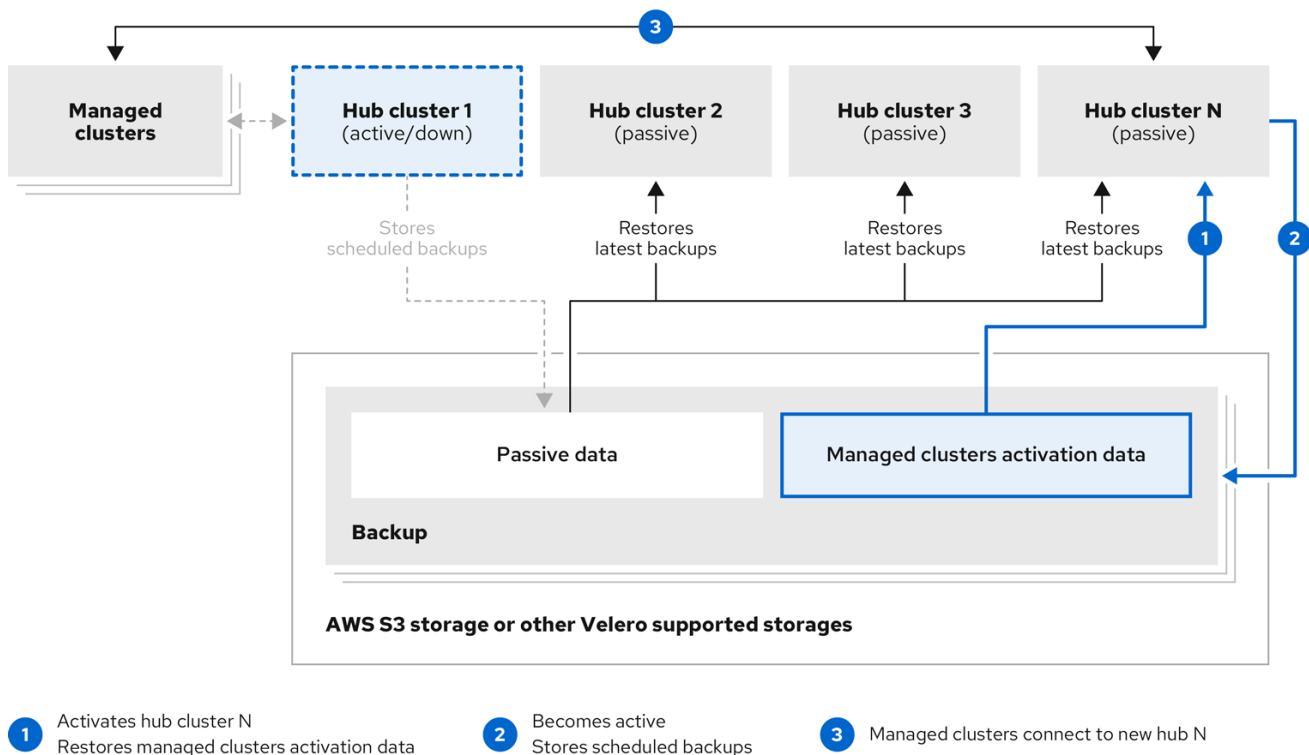 3
Managed
clusters
Hub cluster 1
(active/down)
Hub cluster 2
(passive)
Hub cluster 3
(passive)
Hub cluster N
(passive)
Stores
scheduled backups
Restores
latest backups
Restores
latest backups
Restores
latest backups
1
2
Passive data
Managed clusters activation data
Backup
AWS S3 storage or other Velero supported storages
1
Activates hub cluster N
Restores managed clusters activation data
2
Becomes active
Stores scheduled backups
3
Managed clusters connect to new hub N